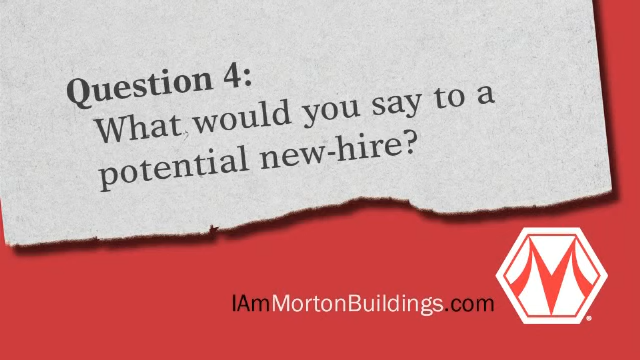 Question 4:
What would you say to a
potential new-hire?
IAmMortonBuildings.com